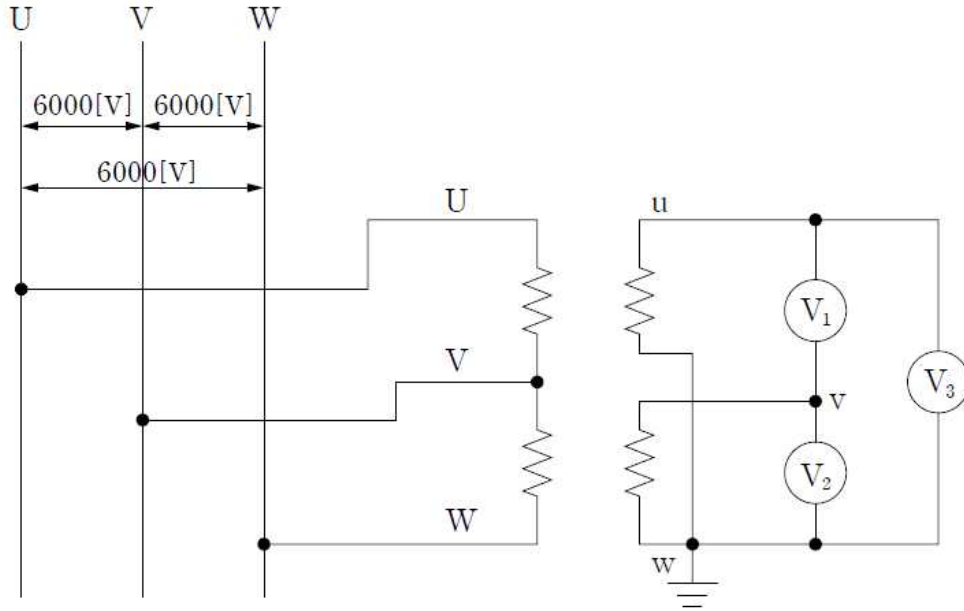 U V W
6000[V] 6000[V]
6000[V]
U u
V₁
V V₃
v
V₂
W
w